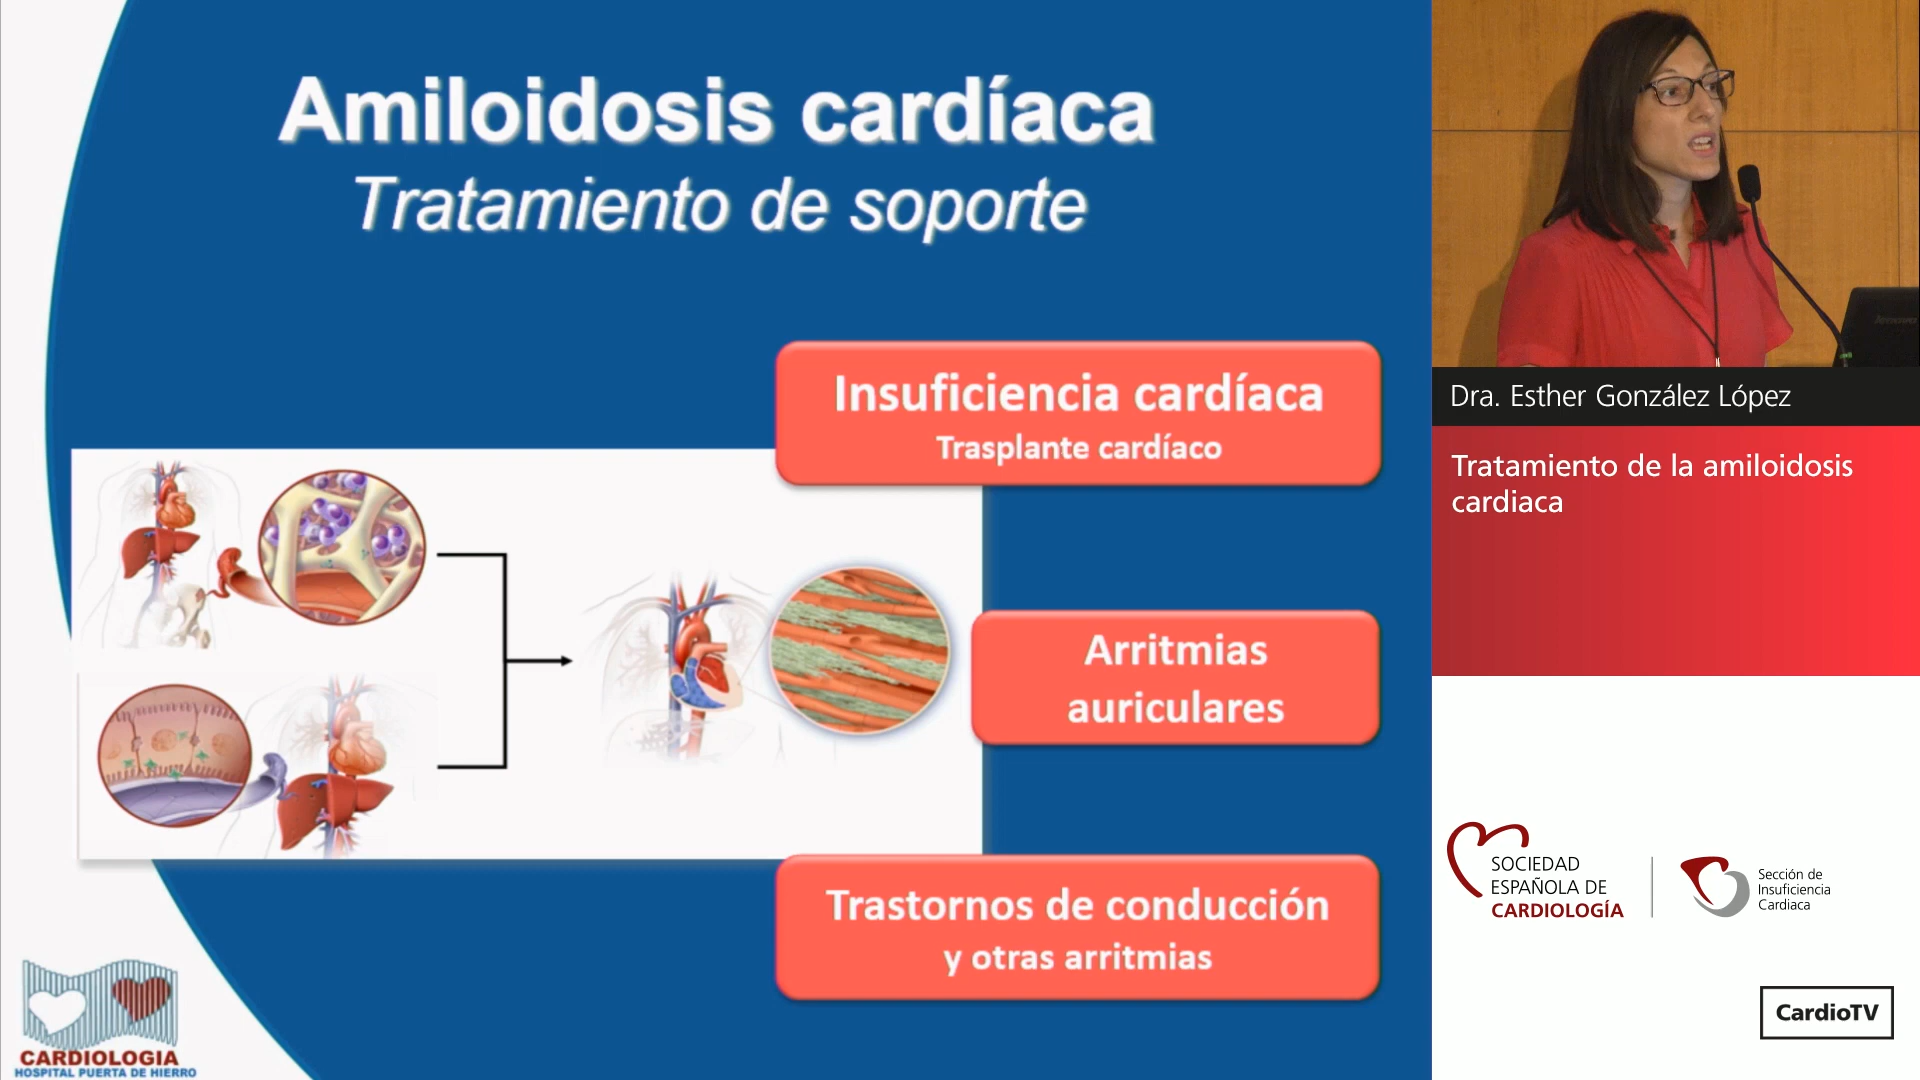 Amiloidosis cardíaca
Tratamiento de soporte
Insuficiencia cardíaca
Trasplante cardíaco
Arritmias
auriculares
Trastornos de conducción
y otras arritmias
CARDIOLOGIA
HOSPITAL PUERTA DE HIERRO
Dra. Esther González López
Tratamiento de la amiloidosis
cardiaca
SOCIEDAD
ESPAÑOLA DE
CARDIOLOGÍA
Sección de
Insuficiencia
Cardiaca
CardioTV